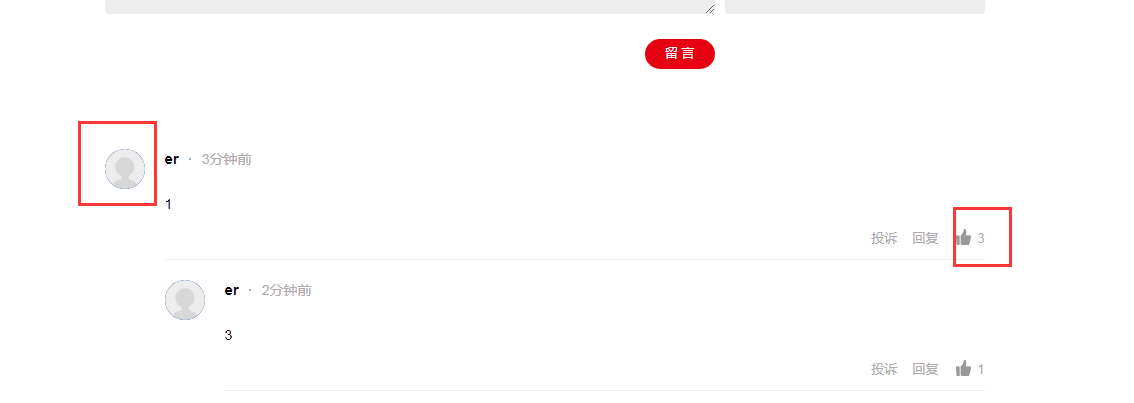 留 言
er · 3分钟前
1
投诉 回复 3
er · 2分钟前
3
投诉 回复 1